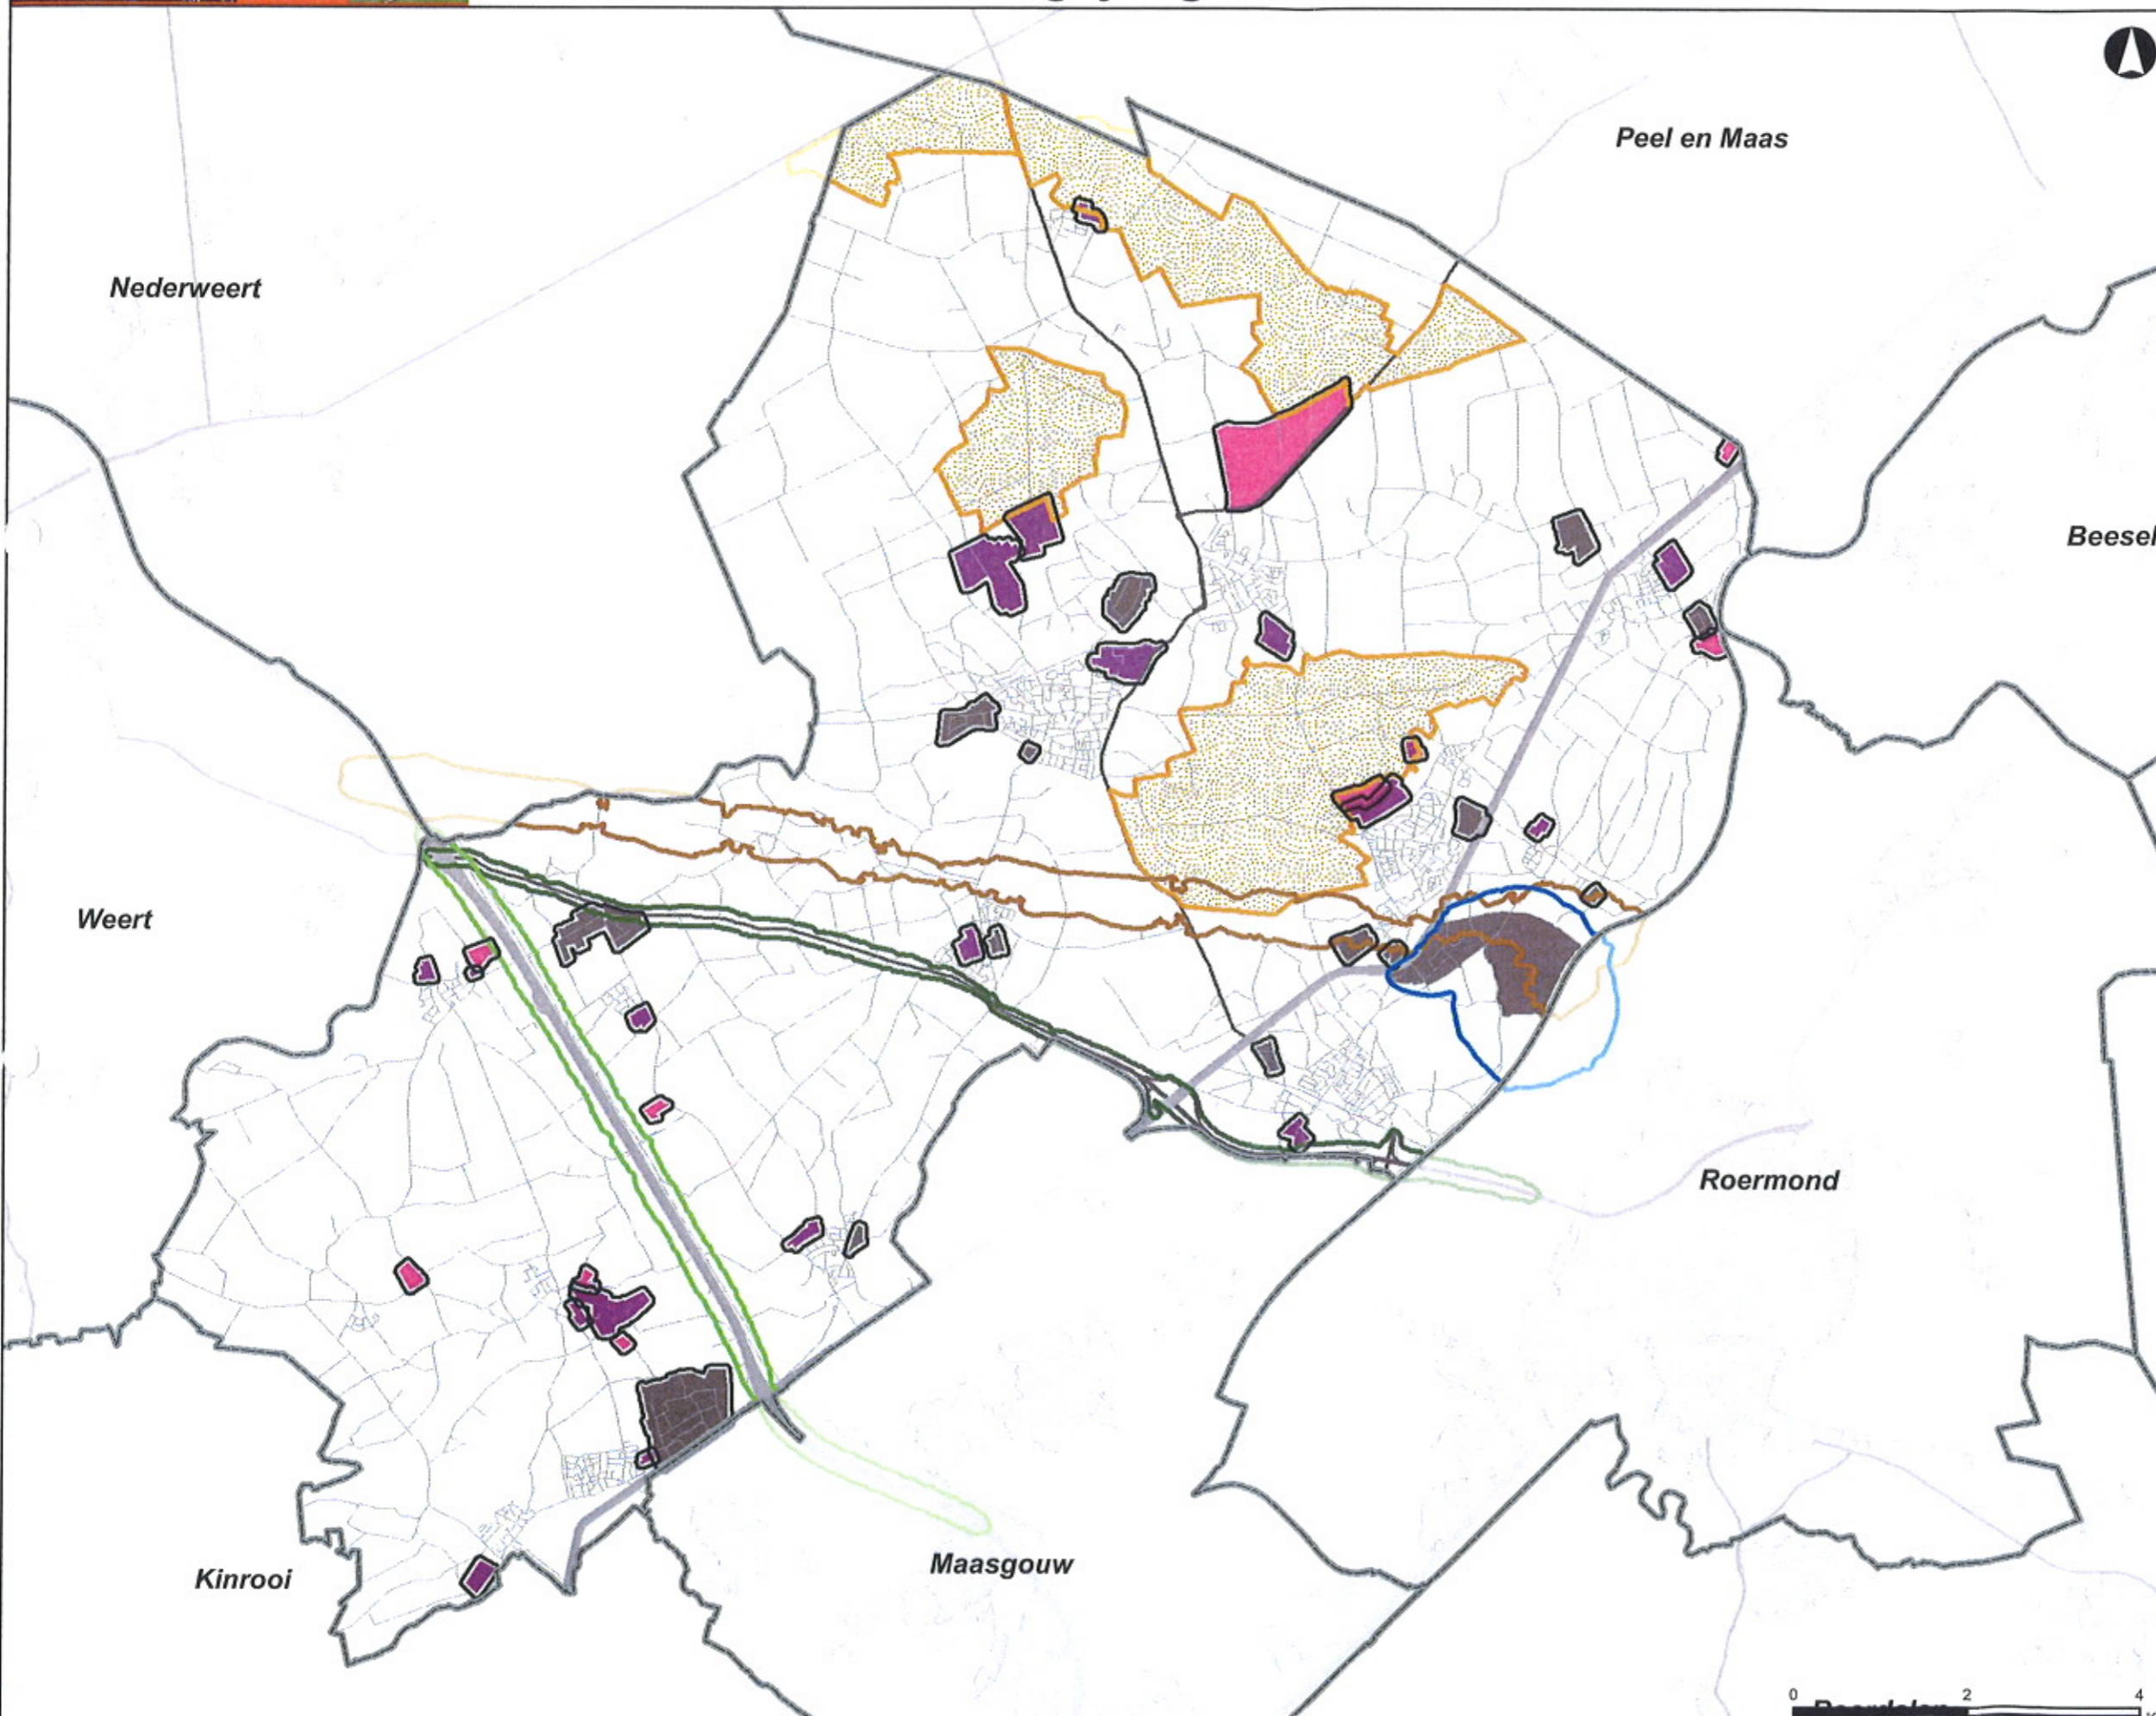 Peel en Maas
Nederweert
Beesel
Weert
Roermond
Maasgouw
Kinrooi
0 2 4